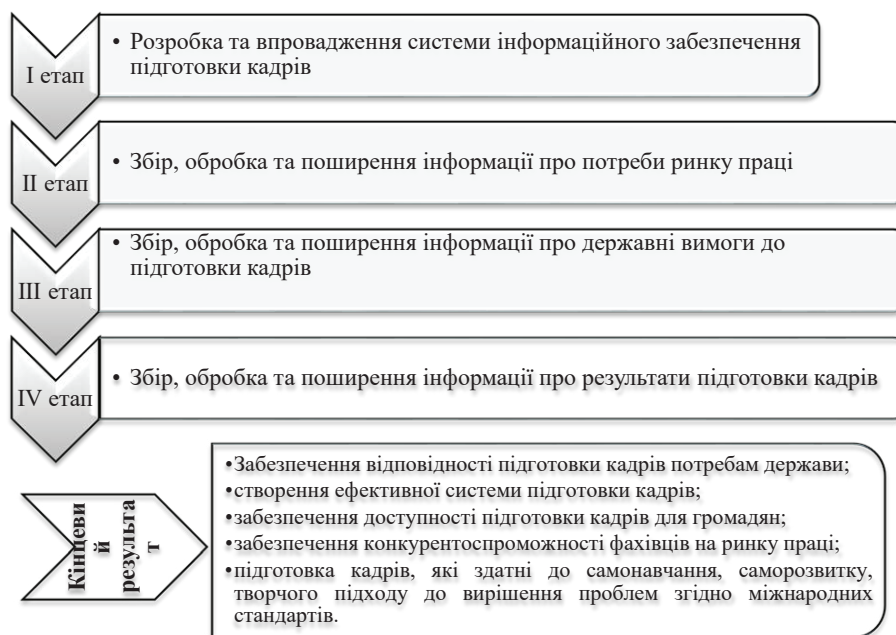 I етап
• Розробка та впровадження системи інформаційного забезпечення
підготовки кадрів
II етап
• Збір, обробка та поширення інформації про потреби ринку праці
III етап
• Збір, обробка та поширення інформації про державні вимоги до
підготовки кадрів
IV етап
• Збір, обробка та поширення інформації про результати підготовки кадрів
Кінцеви
й
результа
т
•Забезпечення відповідності підготовки кадрів потребам держави;
•створення ефективної системи підготовки кадрів;
•забезпечення доступності підготовки кадрів для громадян;
•забезпечення конкурентоспроможності фахівців на ринку праці;
•підготовка кадрів, які здатні до самонавчання, саморозвитку,
творчого підходу до вирішення проблем згідно міжнародних
стандартів.